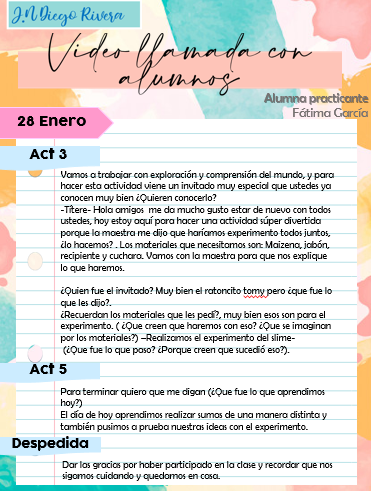 J.N Diego Rivera
Video llamada con
alumnos
Alumna practicante
Fátima García
28 Enero
Act 3
Vamos a trabajar con exploración y comprensión del mundo, y para
hacer esta actividad viene un invitado muy especial que ustedes ya
conocen muy bien ¿Quieren conocerlo?
-Títere- Hola amigos me da mucho gusto estar de nuevo con todos
ustedes, hoy estoy aquí para hacer una actividad súper divertida
porque la maestra me dijo que haríamos experimento todos juntos,
¿lo hacemos? . Los materiales que necesitamos son: Maizena, jabón,
recipiente y cuchara. Vamos con la maestra para que nos explique
lo que haremos.
¿Quien fue el invitado? Muy bien el ratoncito tomy pero ¿que fue lo
que les dijo?.
¿Recuerdan los materiales que les pedí?, muy bien esos son para el
experimento. ( ¿Que creen que haremos con eso? ¿Que se imaginan
por los materiales?) –Realizamos el experimento del slime-
(¿Que fue lo que paso? ¿Porque creen que sucedió eso?).
Act 5
Para terminar quiero que me digan (¿Que fue lo que aprendimos
hoy?)
El día de hoy aprendimos realizar sumas de una manera distinta y
también pusimos a prueba nuestras ideas con el experimento.
Despedida
Dar las gracias por haber participado en la clase y recordar que nos
sigamos cuidando y quedamos en casa.